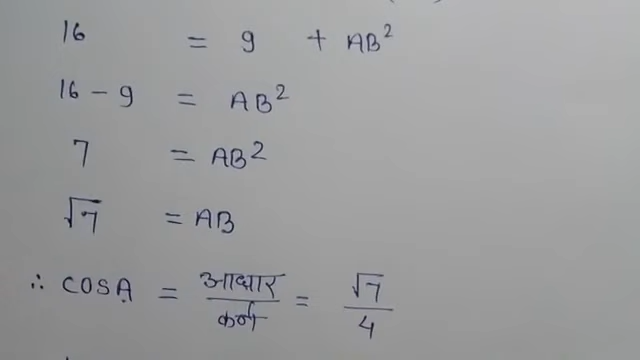 16 = 9 + AB²
16 - 9 = AB²
7 = AB²
√7 = AB
∴ COSA = आधार/कर्ण = √7/4